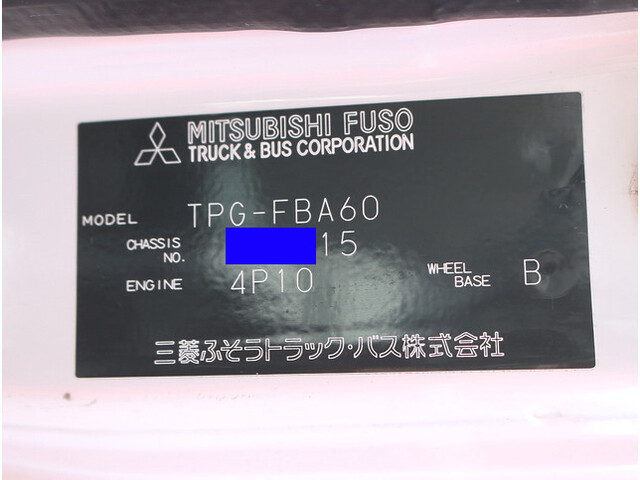 MITSUBISHI FUSO
TRUCK & BUS CORPORATION
MODEL TPG-FBA60
CHASSIS NO. 15
ENGINE 4P10 WHEEL BASE B
三菱ふそうトラック・バス株式会社